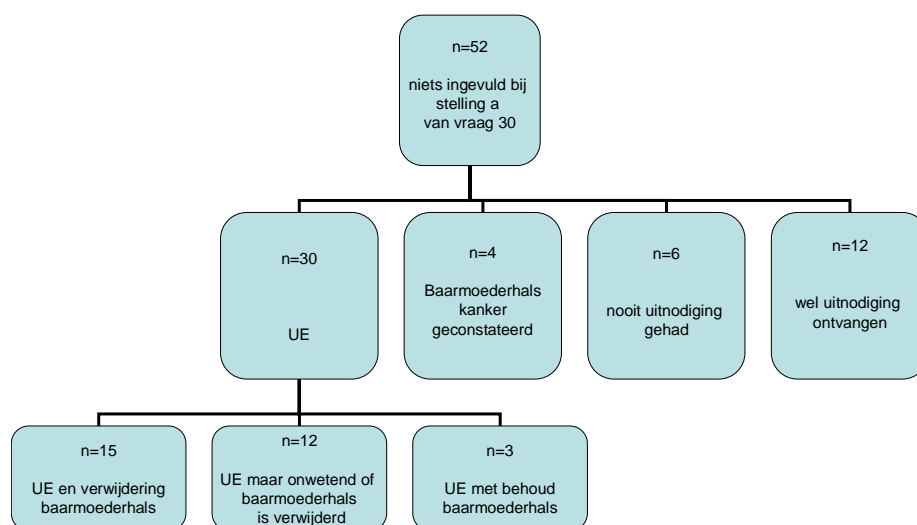 n=52
niets ingevuld bij
stelling a
van vraag 30
n=30
UE
n=4
Baarmoederhals
kanker
geconstateerd
n=6
nooit uitnodiging
gehad
n=12
wel uitnodiging
ontvangen
n=15
UE en verwijdering
baarmoederhals
n=12
UE maar onwetend of
baarmoederhals
is verwijderd
n=3
UE met behoud
baarmoederhals